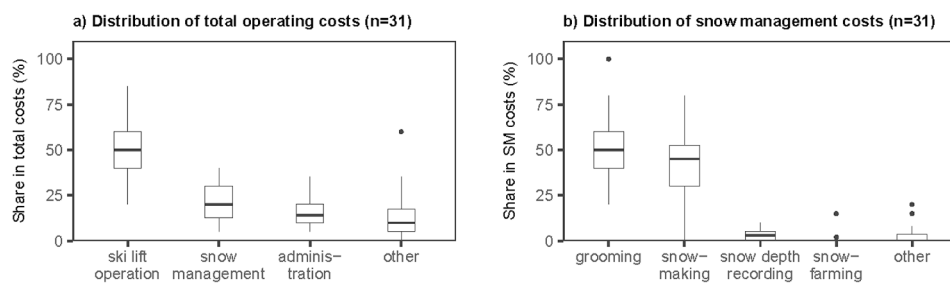 a) Distribution of total operating costs (n=31)
Share in total costs (%)
100
75
50
25
0
ski lift
operation
snow
management
adminis−
tration
other
b) Distribution of snow management costs (n=31)
Share in SM costs (%)
100
75
50
25
0
grooming
snow−
making
snow depth
recording
snow−
farming
other